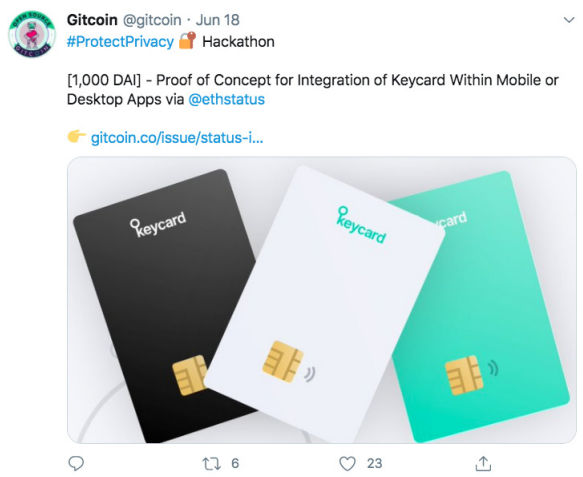 Gitcoin @gitcoin · Jun 18
#ProtectPrivacy Hackathon
[1,000 DAI] - Proof of Concept for Integration of Keycard Within Mobile or
Desktop Apps via @ethstatus
gitcoin.co/issue/status-i...
keycard
keycard
ycard
6
23